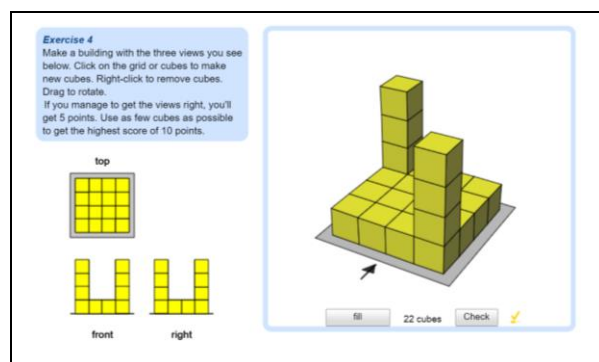 Exercise 4
Make a building with the three views you see
below. Click on the grid or cubes to make
new cubes. Right-click to remove cubes.
Drag to rotate.
If you manage to get the views right, you'll
get 5 points. Use as few cubes as possible
to get the highest score of 10 points.
top
front
right
fill
22 cubes
Check